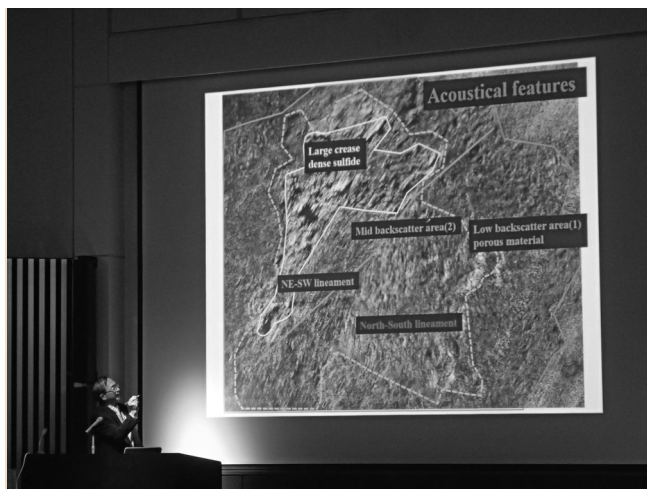 Acoustical features
Large crease
dense sulfide
Mid backscatter area(2)
Low backscatter area(1)
porous material
NE-SW lineament
North-South lineament